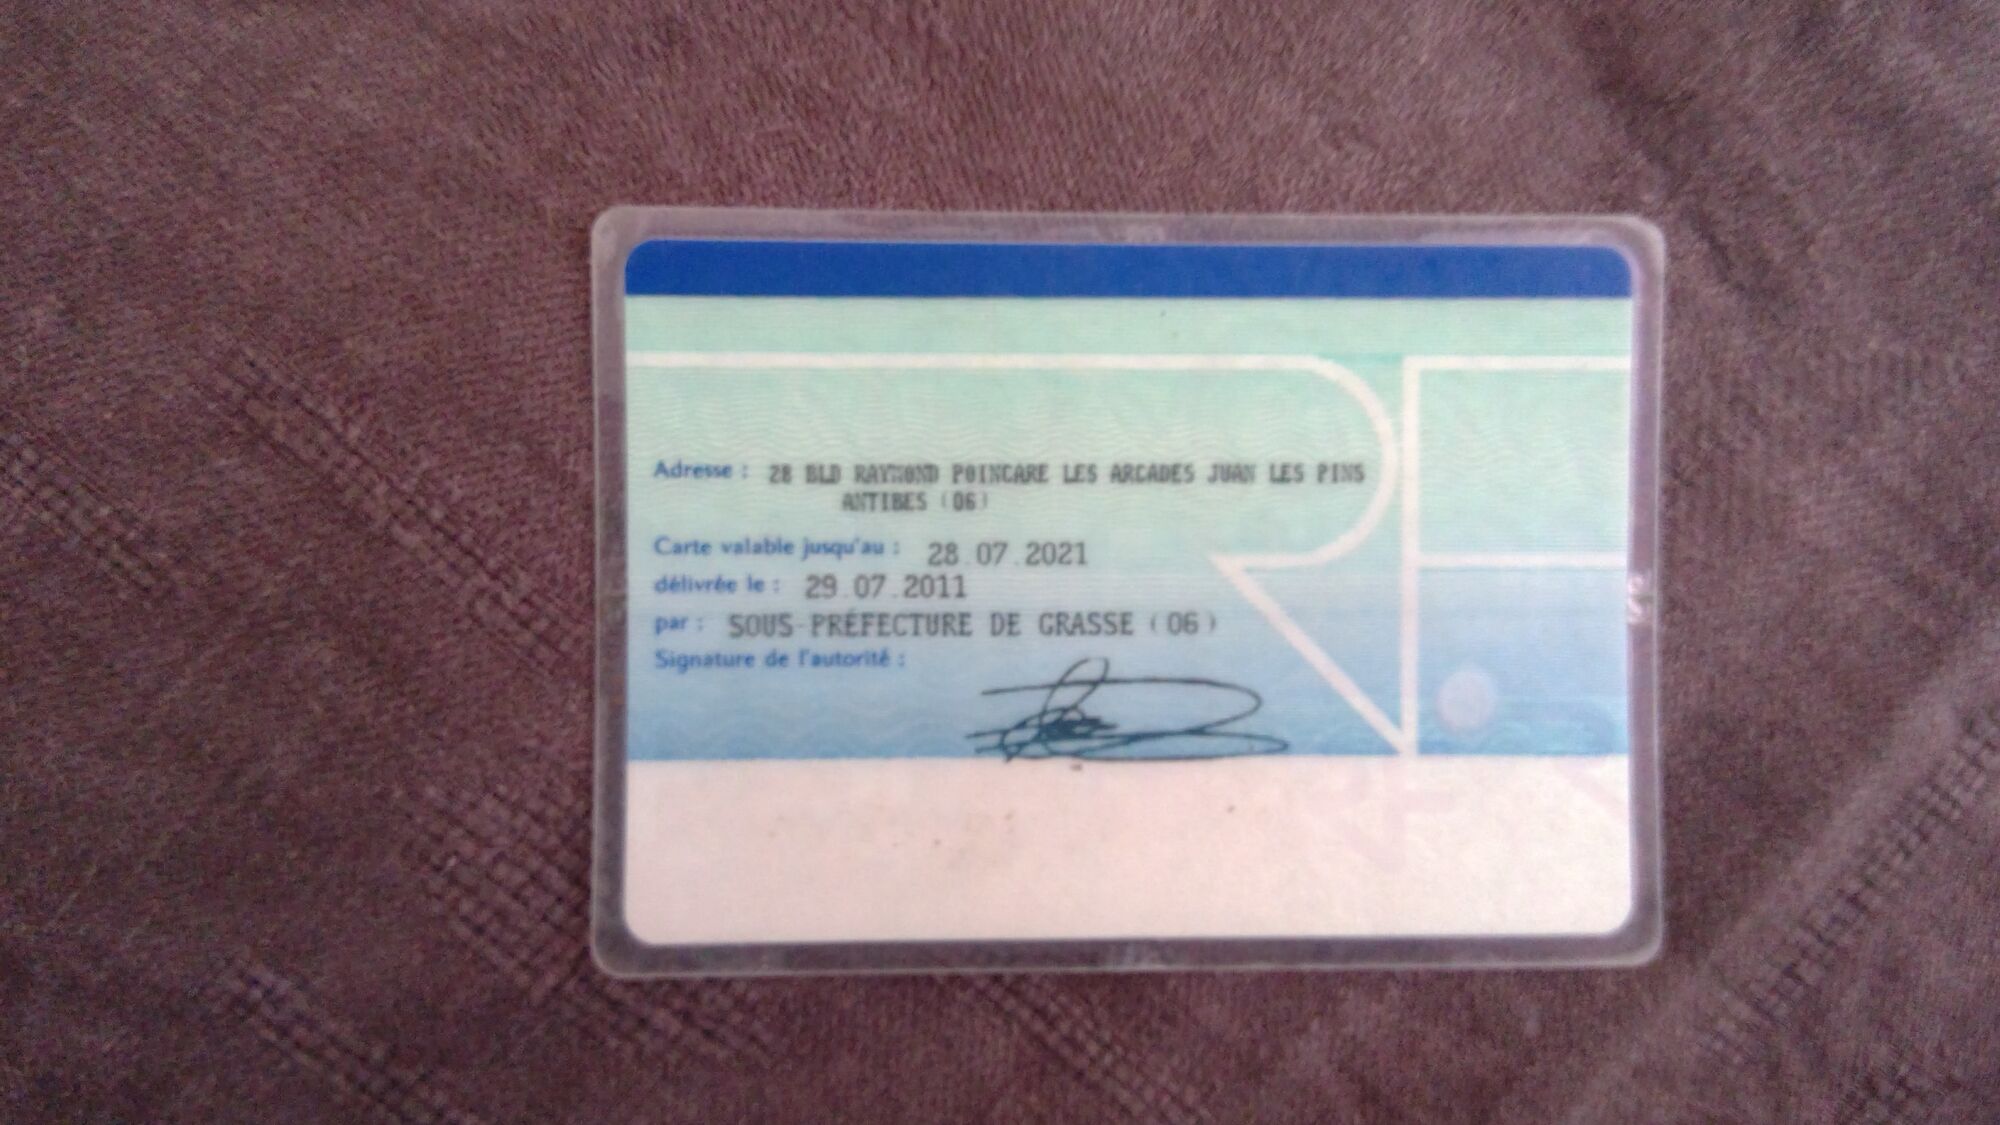 Adresse : 28 BLD RAYMOND POINCARE LES ARCADES JUAN LES PINS
ANTIBES (06)
Carte valable jusqu'au : 28.07.2021
délivrée le : 29.07.2011
par : SOUS-PRÉFECTURE DE GRASSE (06)
Signature de l'autorité :
RF